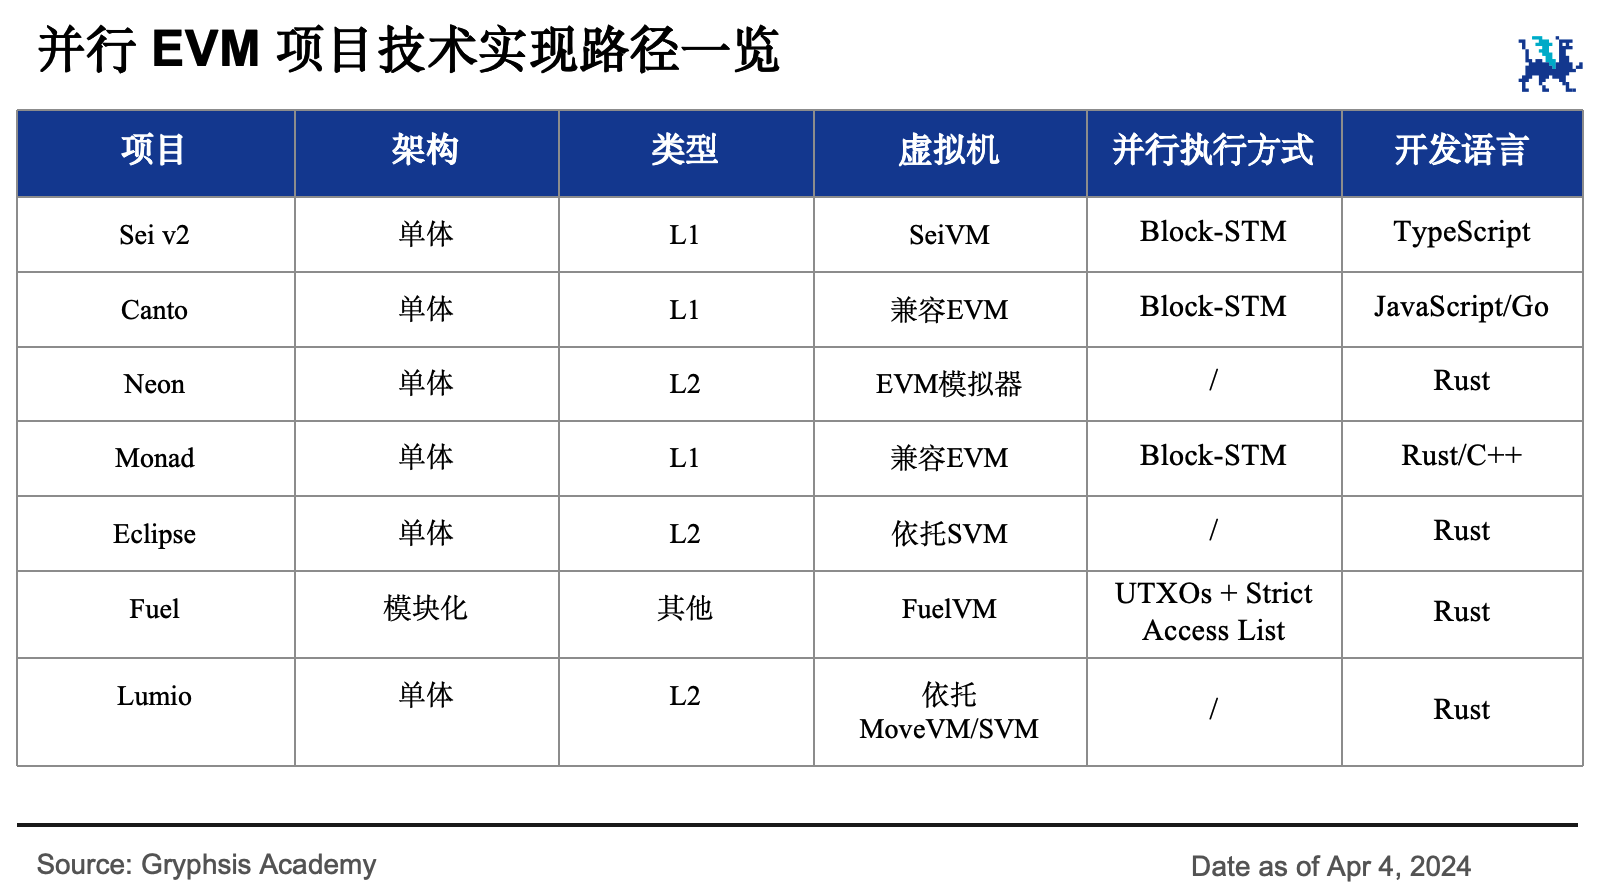 并行 EVM 项目技术实现路径一览
项目 架构 类型 虚拟机 并行执行方式 开发语言
Sei v2 单体 L1 SeiVM Block-STM TypeScript
Canto 单体 L1 兼容EVM Block-STM JavaScript/Go
Neon 单体 L2 EVM模拟器 / Rust
Monad 单体 L1 兼容EVM Block-STM Rust/C++
Eclipse 单体 L2 依托SVM / Rust
Fuel 模块化 其他 FuelVM UTXOs + Strict
Access List Rust
Lumio 单体 L2 依托
MoveVM/SVM / Rust
Source: Gryphsis Academy
Date as of Apr 4, 2024